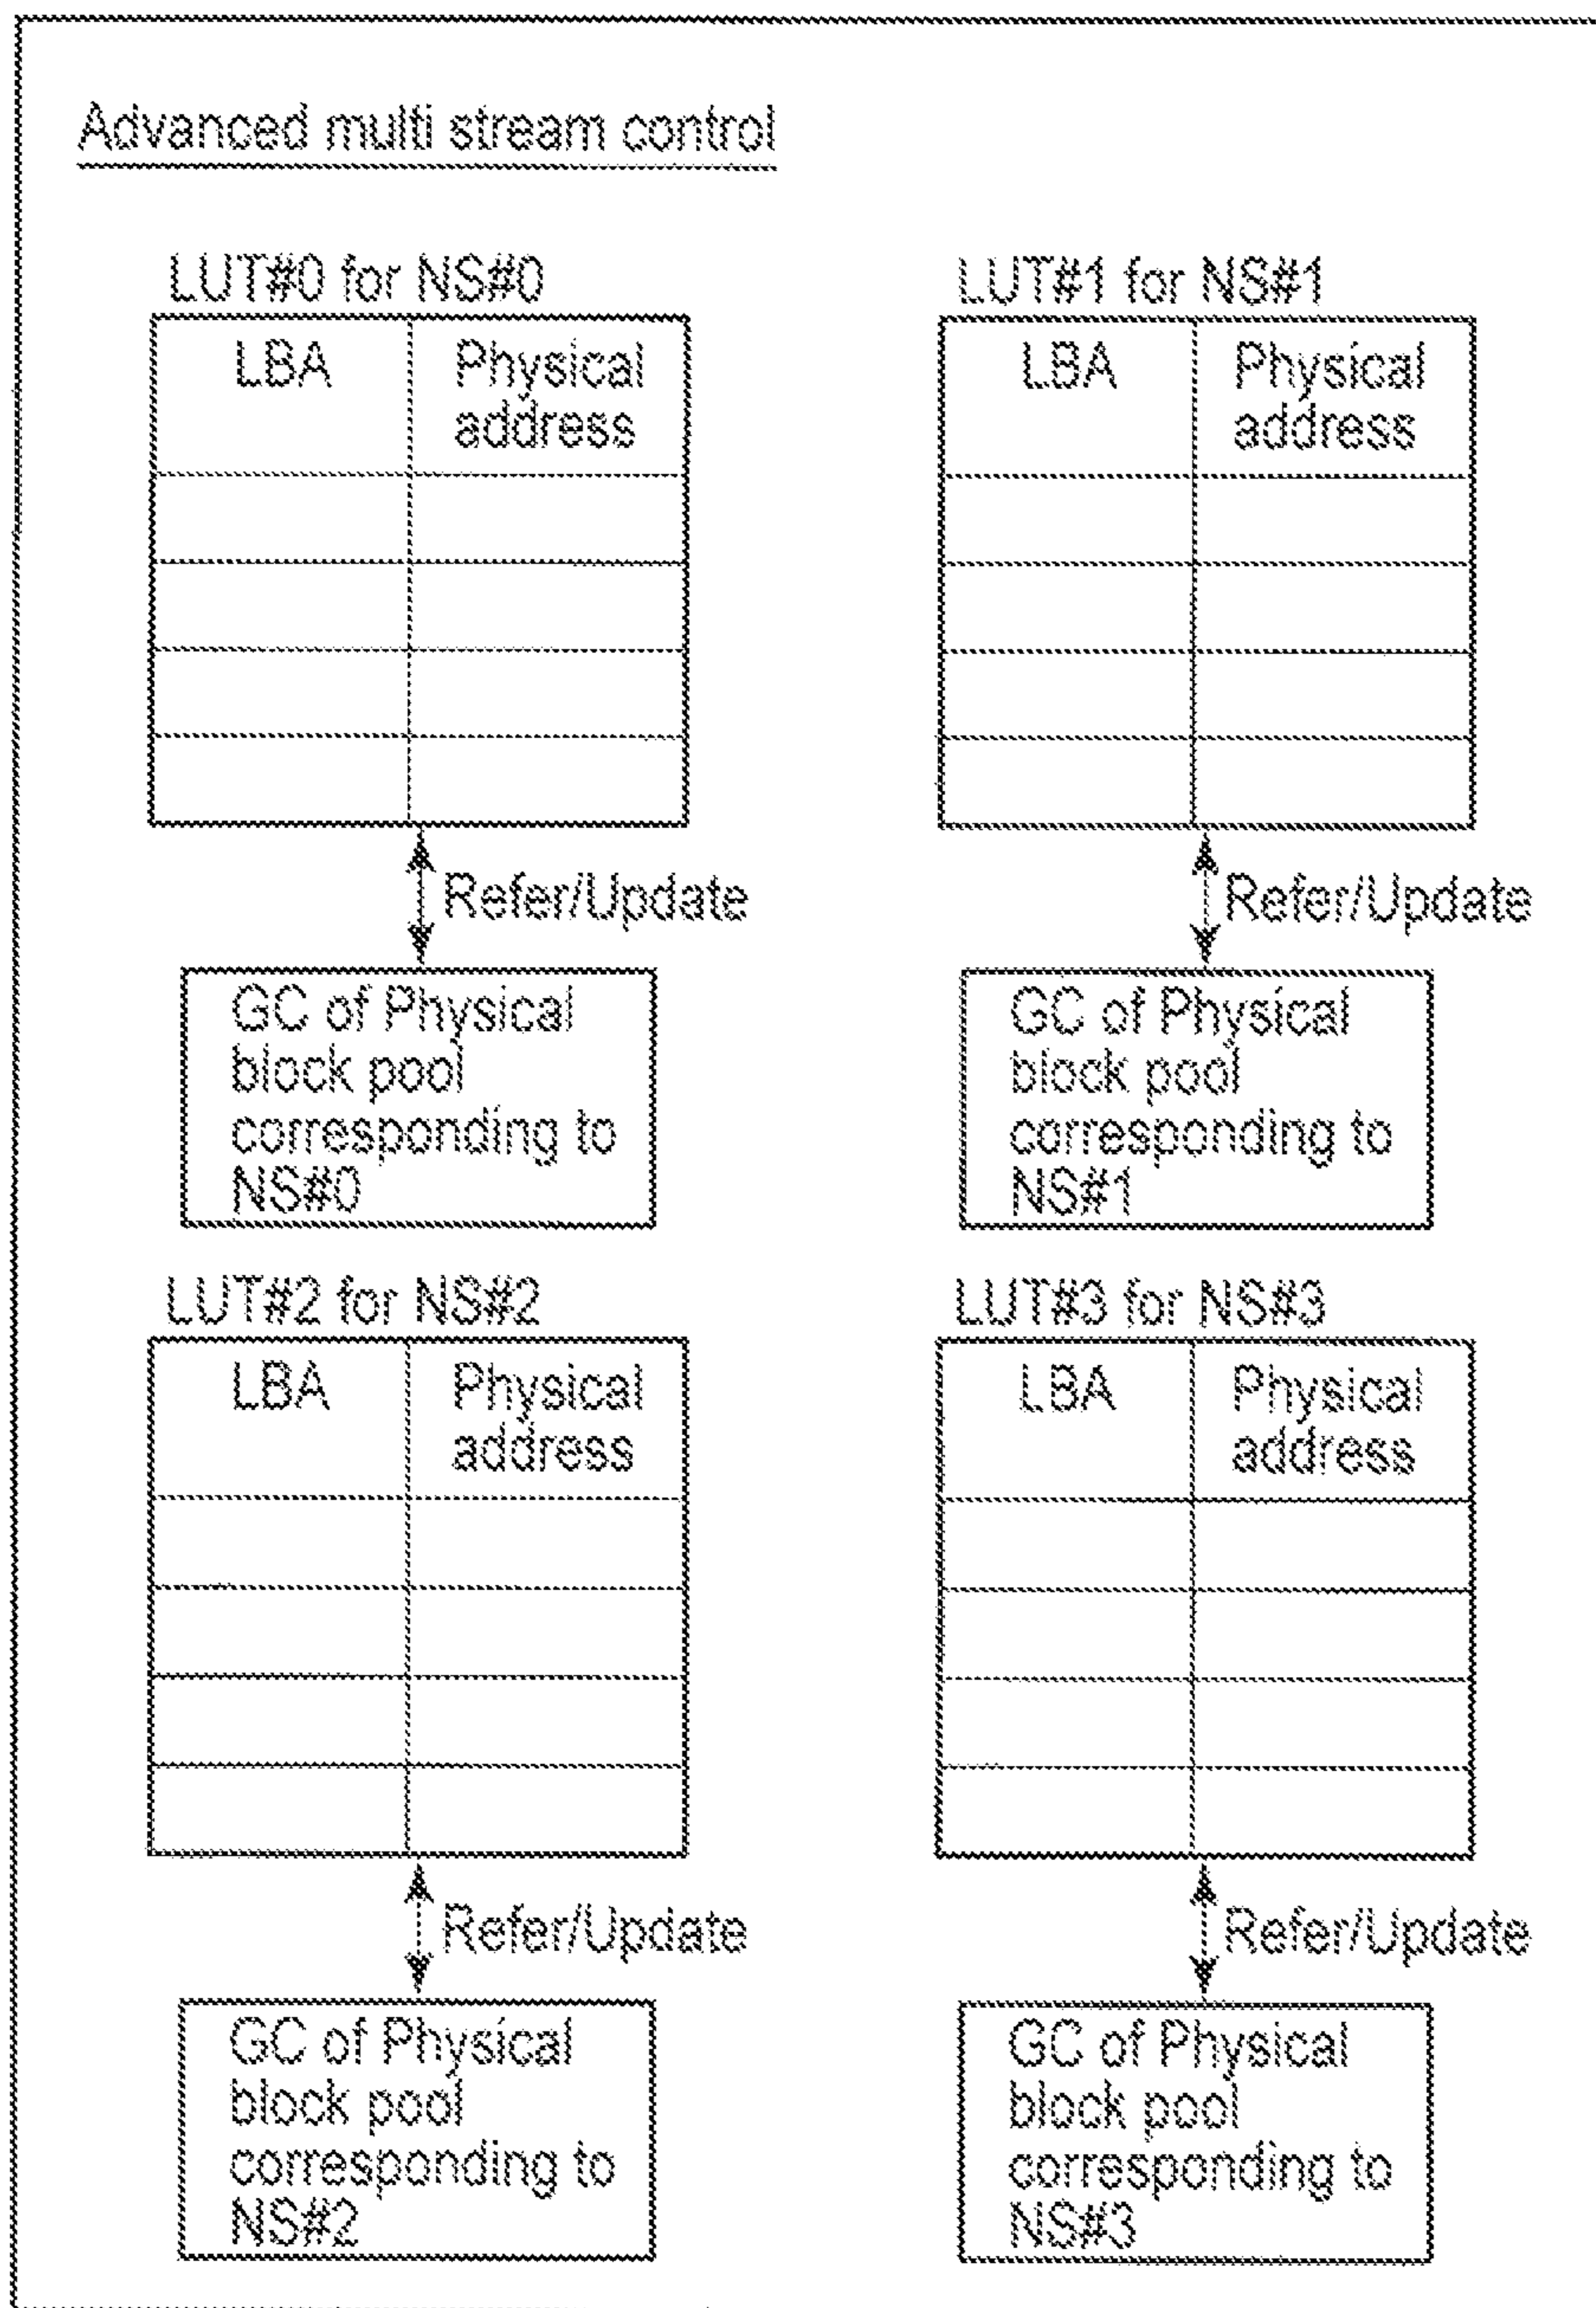 Advanced multi stream control
LUT#0 for NS#0
LBA
Physical
address
Refer/Update
GC of Physical
block pool
corresponding to
NS#0
LUT#1 for NS#1
LBA
Physical
address
Refer/Update
GC of Physical
block pool
corresponding to
NS#1
LUT#2 for NS#2
LBA
Physical
address
Refer/Update
GC of Physical
block pool
corresponding to
NS#2
LUT#3 for NS#3
LBA
Physical
address
Refer/Update
GC of Physical
block pool
corresponding to
NS#3